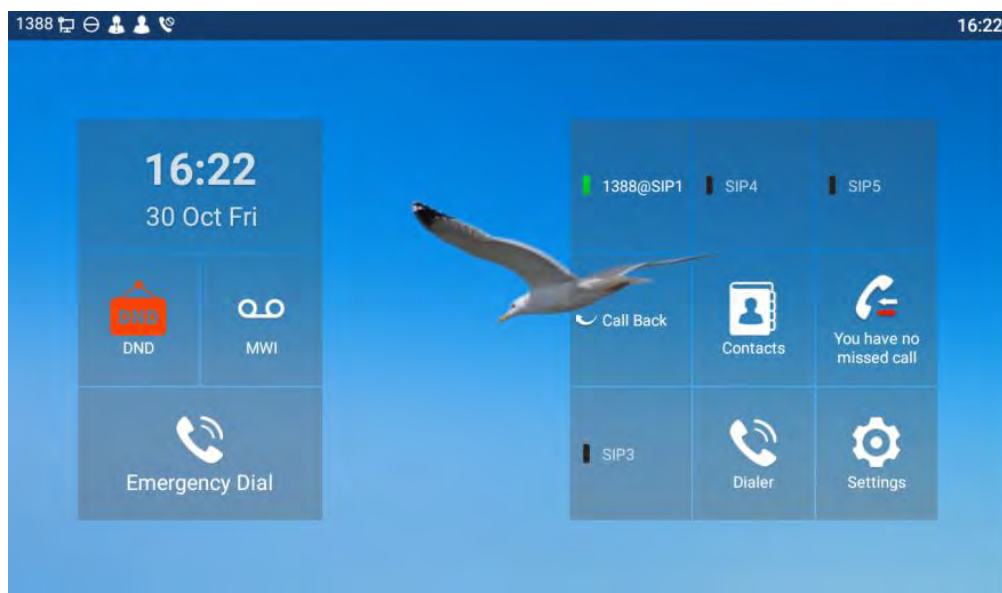 1388
16:22
16:22
30 Oct Fri
DND
DND
MWI
Emergency Dial
1388@SIP1
SIP4
SIP5
Call Back
Contacts
You have no
missed call
SIP3
Dialer
Settings